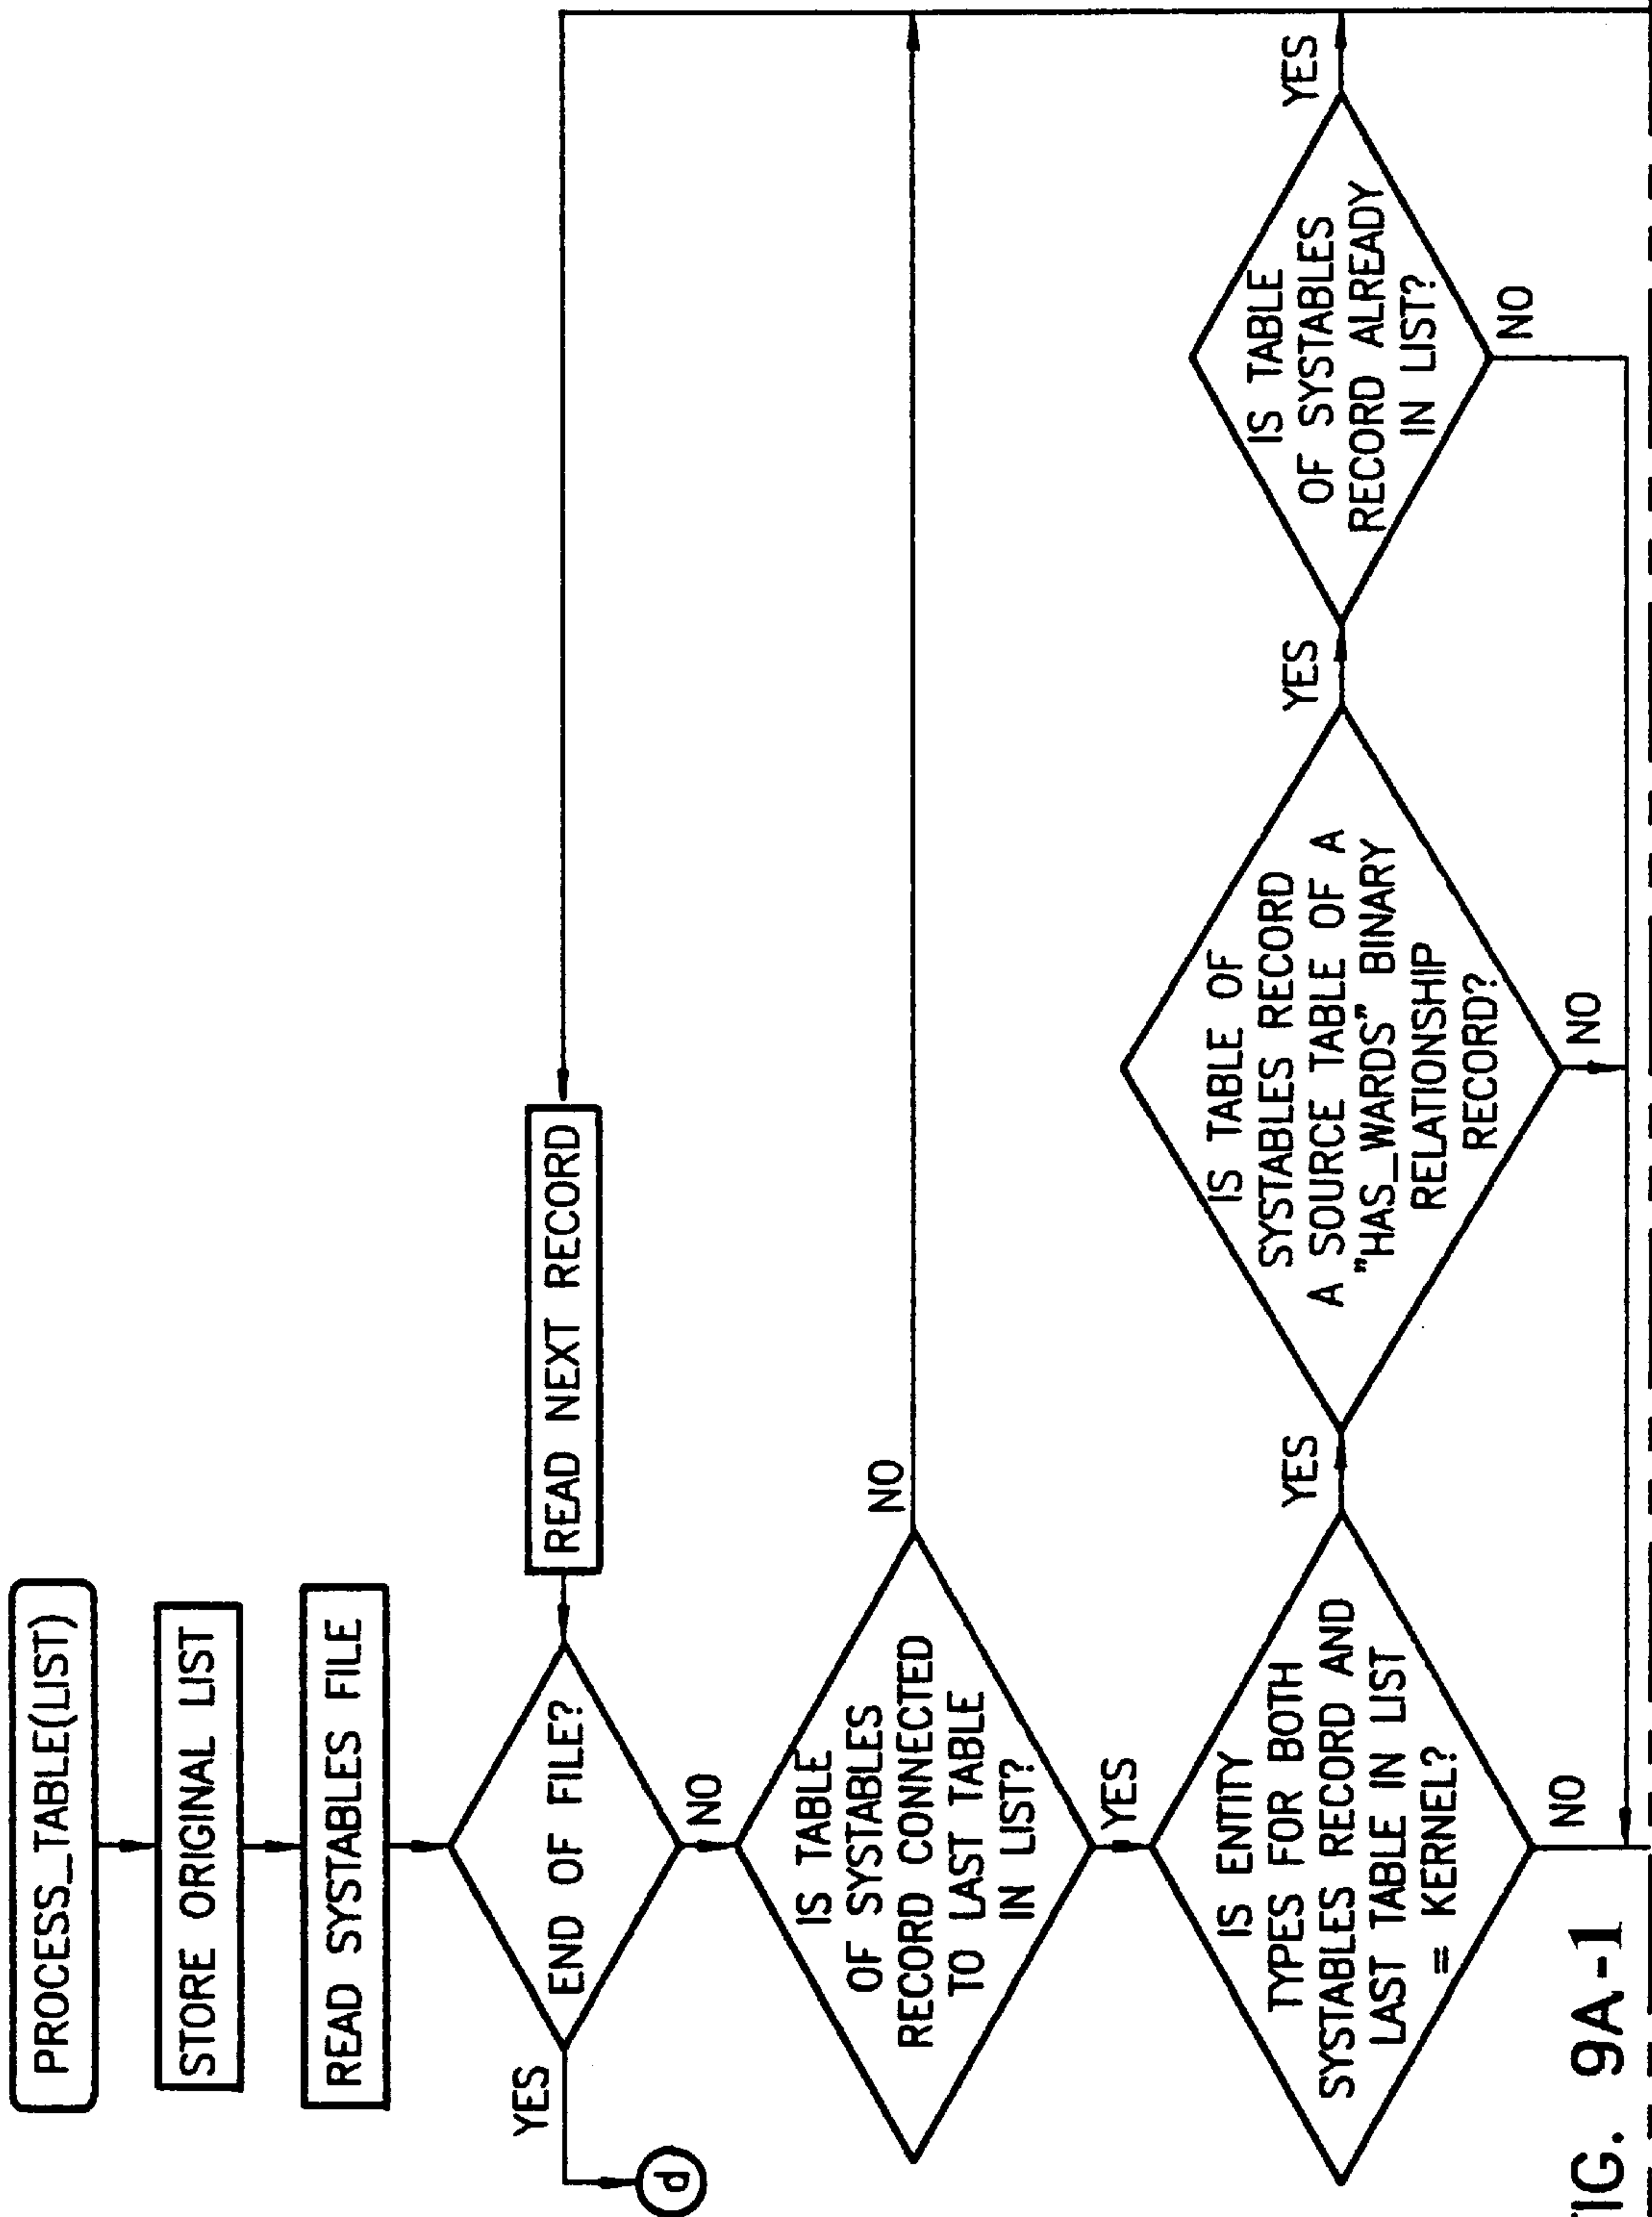 PROCESS_TABLE(LIST)
STORE ORIGINAL LIST
READ SYSTABLES FILE
END OF FILE?
YES
d
READ NEXT RECORD
NO
IS TABLE
OF SYSTABLES
RECORD CONNECTED
TO LAST TABLE
IN LIST?
NO
YES
IS ENTITY
TYPES FOR BOTH
SYSTABLES RECORD AND
LAST TABLE IN LIST
= KERNEL?
YES
NO
IS TABLE OF
SYSTABLES RECORD
A SOURCE TABLE OF A
"HAS_WARDS" BINARY
RELATIONSHIP
RECORD?
YES
NO
IS TABLE
OF SYSTABLES
RECORD ALREADY
IN LIST?
YES
NO
FIG. 9A-1